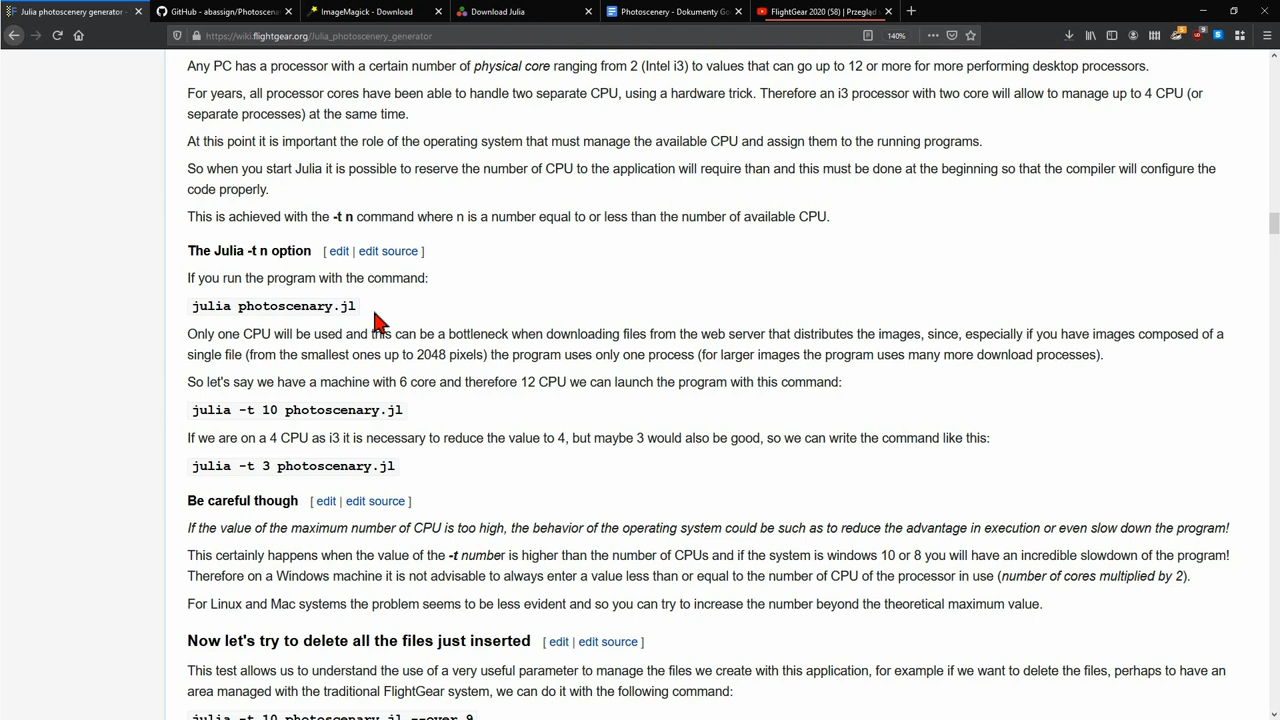 Julia photoscenery generator -
GitHub - abassign/Photoscenar
ImageMagick - Download
Download Julia
Photoscenery - Dokumenty Go
FlightGear 2020 (58) | Przegląd
https://wiki.flightgear.org/Julia_photoscenery_generator
140%
Any PC has a processor with a certain number of physical core ranging from 2 (Intel i3) to values that can go up to 12 or more for more performing desktop processors.
For years, all processor cores have been able to handle two separate CPU, using a hardware trick. Therefore an i3 processor with two core will allow to manage up to 4 CPU (or
separate processes) at the same time.
At this point it is important the role of the operating system that must manage the available CPU and assign them to the running programs.
So when you start Julia it is possible to reserve the number of CPU to the application will require than and this must be done at the beginning so that the compiler will configure the
code properly.
This is achieved with the -t n command where n is a number equal to or less than the number of available CPU.
The Julia -t n option [ edit | edit source ]
If you run the program with the command:
julia photoscenary.jl
Only one CPU will be used and this can be a bottleneck when downloading files from the web server that distributes the images, since, especially if you have images composed of a
single file (from the smallest ones up to 2048 pixels) the program uses only one process (for larger images the program uses many more download processes).
So let's say we have a machine with 6 core and therefore 12 CPU we can launch the program with this command:
julia -t 10 photoscenary.jl
If we are on a 4 CPU as i3 it is necessary to reduce the value to 4, but maybe 3 would also be good, so we can write the command like this:
julia -t 3 photoscenary.jl
Be careful though [ edit | edit source ]
If the value of the maximum number of CPU is too high, the behavior of the operating system could be such as to reduce the advantage in execution or even slow down the program!
This certainly happens when the value of the -t number is higher than the number of CPUs and if the system is windows 10 or 8 you will have an incredible slowdown of the program!
Therefore on a Windows machine it is not advisable to always enter a value less than or equal to the number of CPU of the processor in use (number of cores multiplied by 2).
For Linux and Mac systems the problem seems to be less evident and so you can try to increase the number beyond the theoretical maximum value.
Now let's try to delete all the files just inserted [ edit | edit source ]
This test allows us to understand the use of a very useful parameter to manage the files we create with this application, for example if we want to delete the files, perhaps to have an
area managed with the traditional FlightGear system, we can do it with the following command:
julia -t 10 photoscenary.jl --over 9